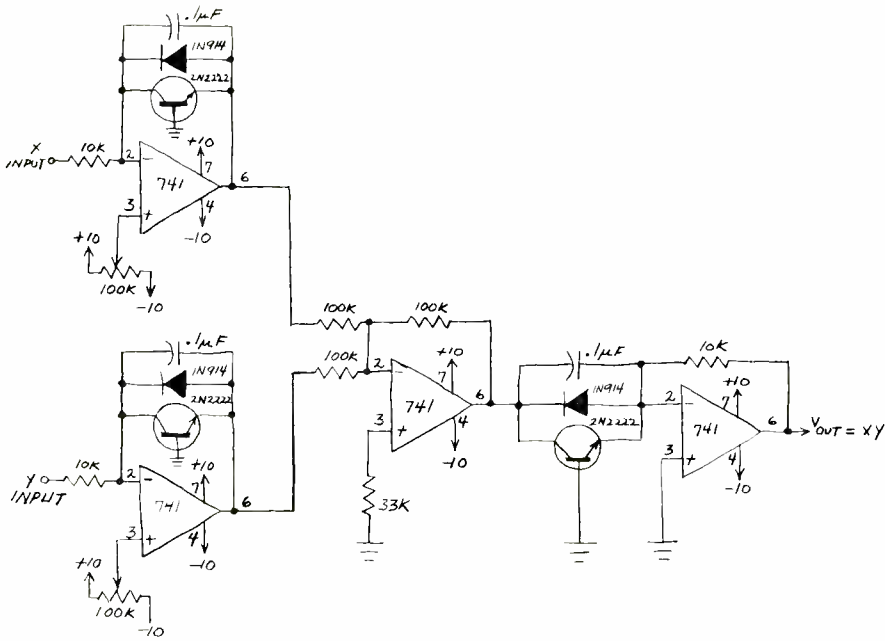 .1µF
1N914
2N2222
X
INPUT
10K
2
−
+10
7
741
6
3
+
4
−10
+10
100K
−10
.1µF
1N914
2N2222
Y
INPUT
10K
2
−
+10
7
741
6
3
+
4
−10
+10
100K
−10
100K
100K
100K
2
−
+10
7
741
6
3
+
4
−10
33K
.1µF
1N914
2N2222
10K
2
−
+10
7
741
6
3
+
4
−10
VOUT = XY